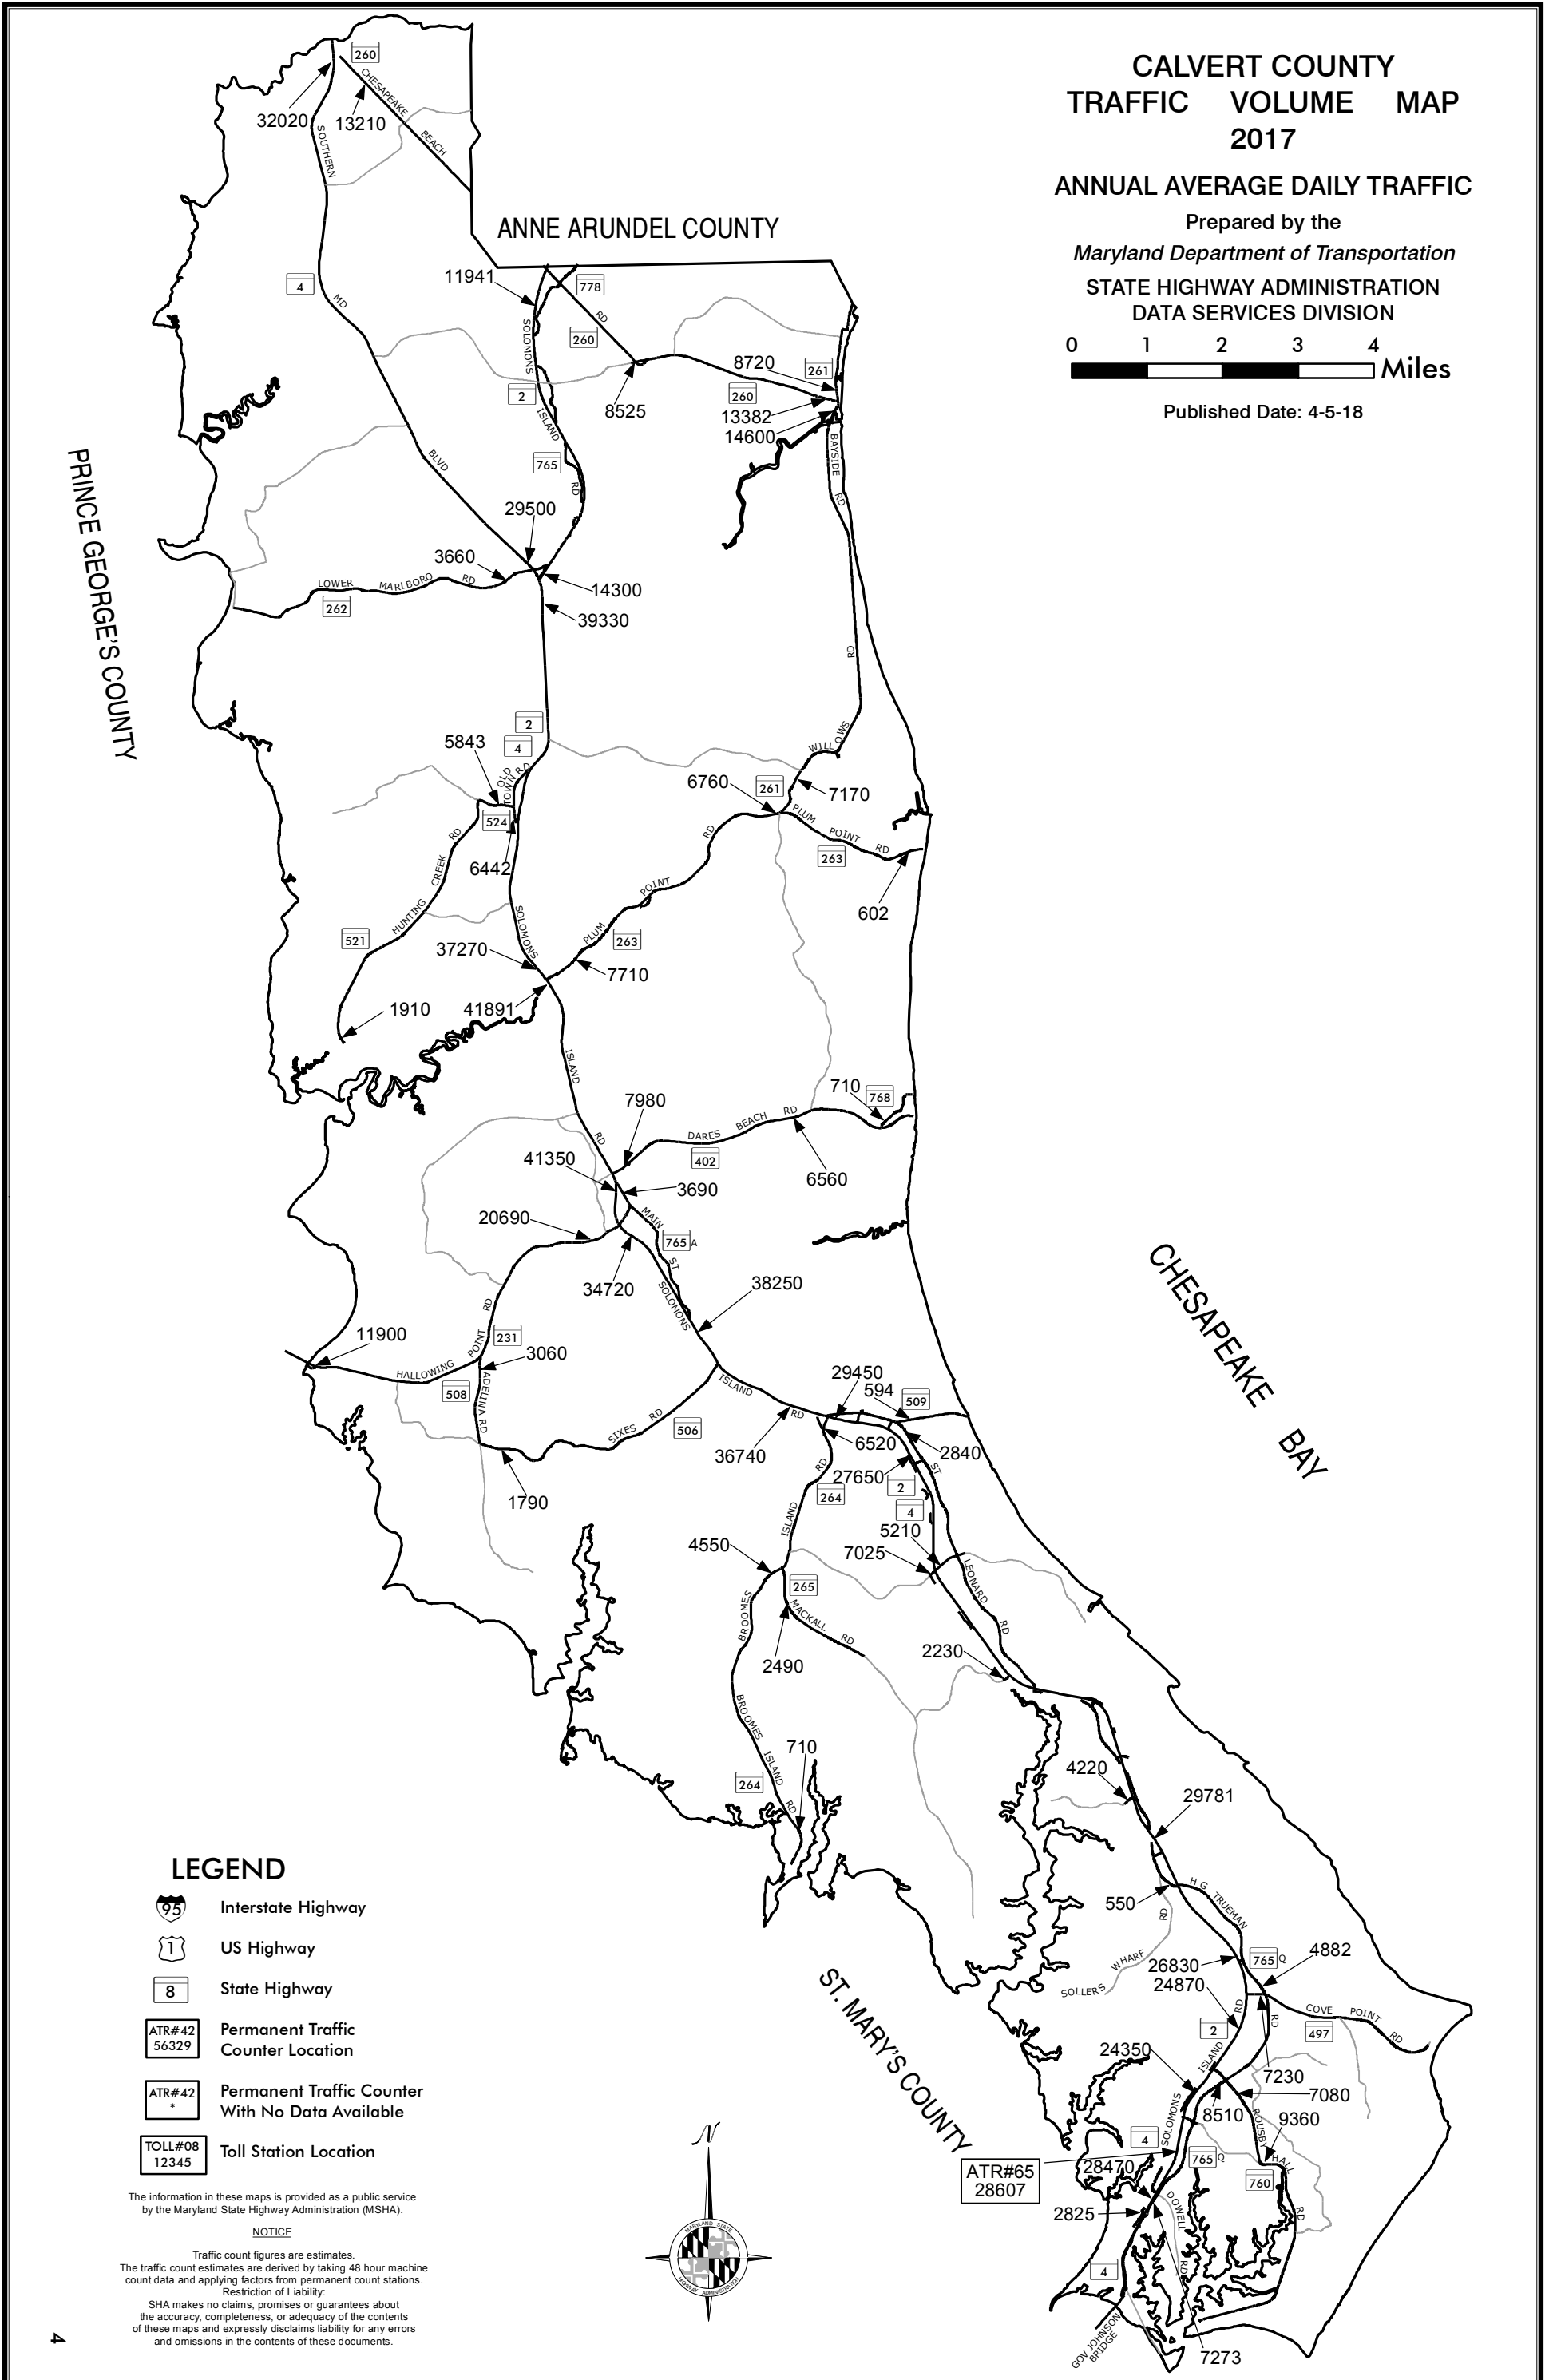 CALVERT COUNTY
TRAFFIC VOLUME MAP
2017
ANNUAL AVERAGE DAILY TRAFFIC
Prepared by the
Maryland Department of Transportation
STATE HIGHWAY ADMINISTRATION
DATA SERVICES DIVISION
0 1 2 3 4
Miles
Published Date: 4-5-18
260
CHESAPEAKE
BEACH
32020
13210
SOUTHERN
ANNE ARUNDEL COUNTY
4
MD
11941
778
RD
260
SOLOMONS
8720
261
2
260
8525
13382
14600
ISLAND
BAYSIDE
RD
BLVD
765
RD
PRINCE GEORGE'S COUNTY
29500
3660
LOWER MARLBORO RD
262
14300
39330
RD
2
4
5843
OLD
TOWN RD
524
6442
WILLOWS
6760
261
7170
PLUM POINT RD
263
602
RD
CREEK
HUNTING
521
SOLOMONS
RD
POINT
PLUM
263
37270
7710
1910
41891
ISLAND
710
768
7980
RD
DARES BEACH RD
402
6560
41350
3690
20690
MAIN
ST
765 A
34720
SOLOMONS
38250
CHESAPEAKE BAY
11900
RD
POINT
HALLOWING
231
3060
508
ADELINA RD
ISLAND
RD
29450
594
509
SIXES RD
506
36740
6520
2840
27650
ST
1790
RD
264
2
4
ISLAND
5210
7025
4550
265
LEONARD
RD
BROOMES
MACKALL RD
2490
2230
BROOMES
ISLAND
RD
710
264
4220
29781
550
H G TRUEMAN
RD
RD
WHARF
SOLLERS
26830
24870
765 Q
4882
COVE POINT RD
497
RD
2
ISLAND
24350
7230
7080
8510
9360
ROUSBY
HALL
RD
SOLOMONS
4
765 Q
760
ST. MARY'S COUNTY
ATR#65
28607
28470
2825
DOWELL
RD
4
GOV JOHNSON
BRIDGE
7273
LEGEND
95
Interstate Highway
1
US Highway
8
State Highway
ATR#42
56329
Permanent Traffic
Counter Location
ATR#42
*
Permanent Traffic Counter
With No Data Available
TOLL#08
12345
Toll Station Location
The information in these maps is provided as a public service
by the Maryland State Highway Administration (MSHA).
NOTICE
Traffic count figures are estimates.
The traffic count estimates are derived by taking 48 hour machine
count data and applying factors from permanent count stations.
Restriction of Liability:
SHA makes no claims, promises or guarantees about
the accuracy, completeness, or adequacy of the contents
of these maps and expressly disclaims liability for any errors
and omissions in the contents of these documents.
N
MARYLAND STATE
HIGHWAY ADMINISTRATION
4